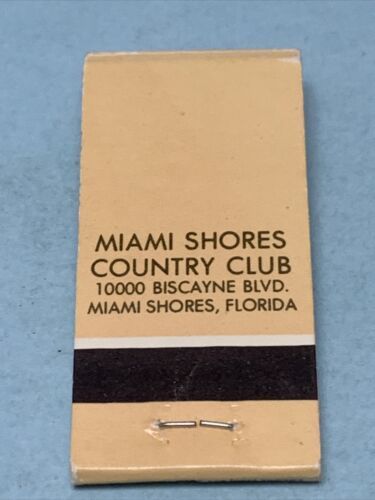 MIAMI SHORES
COUNTRY CLUB
10000 BISCAYNE BLVD.
MIAMI SHORES, FLORIDA